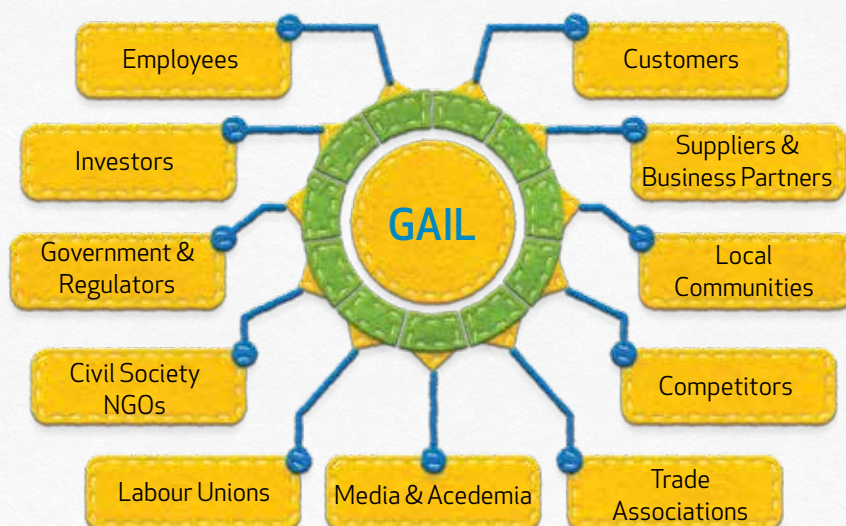 Employees
Customers
Investors
Suppliers &
Business Partners
GAIL
Government &
Regulators
Local
Communities
Civil Society
NGOs
Competitors
Labour Unions
Media & Acedemia
Trade
Associations